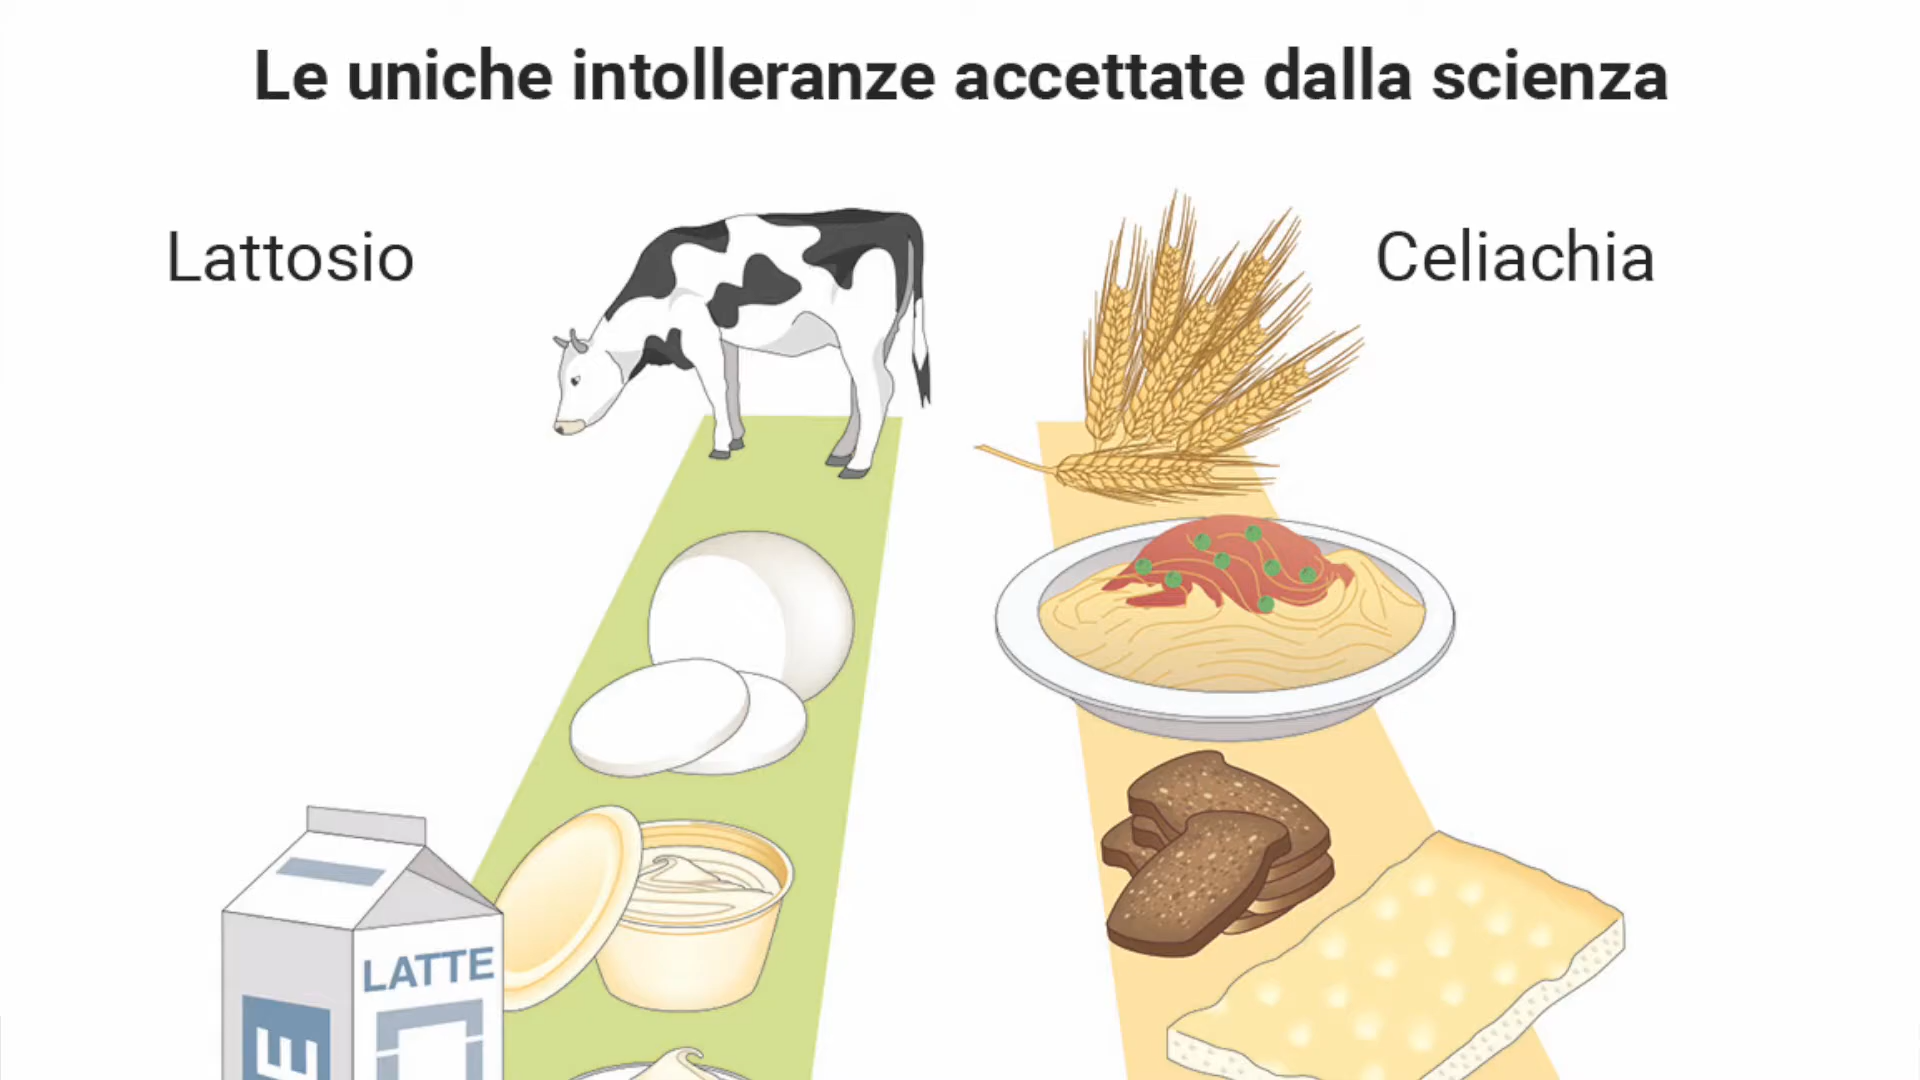 Le uniche intolleranze accettate dalla scienza
Lattosio
Celiachia
LATTE